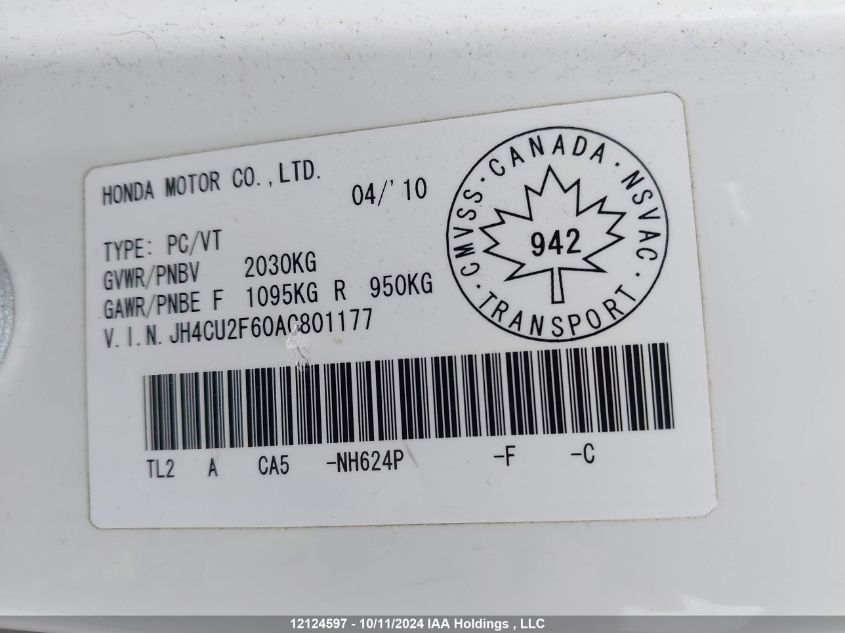 HONDA MOTOR CO.,LTD.
04/'10
TYPE: PC/VT
GVWR/PNBV 2030KG
GAWR/PNBE F 1095KG R 950KG
V.I.N. JH4CU2F60AC801177
CANADA · NSVAC · TRANSPORT · CMVSS ·
942
TL2 A CA5 -NH624P -F -C
12124597 - 10/11/2024 IAA Holdings , LLC